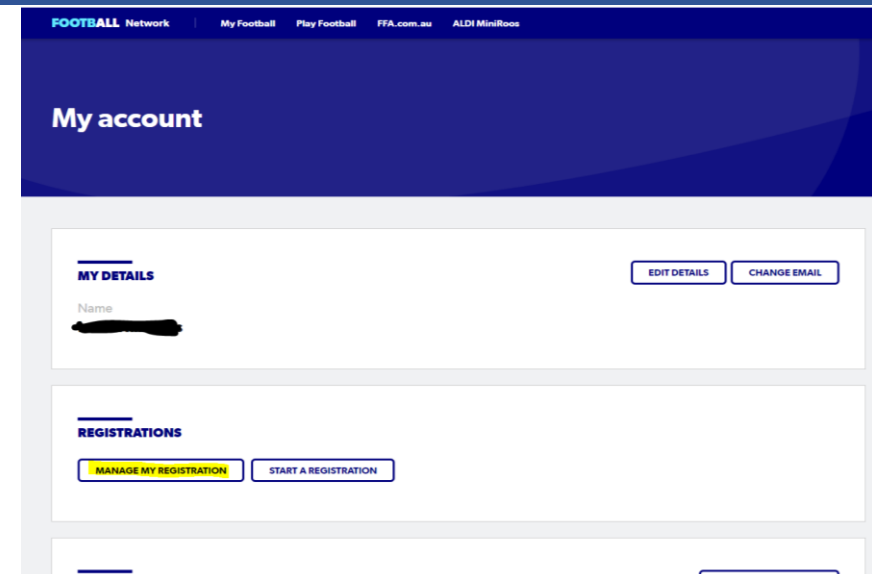 FOOTBALL Network My Football Play Football FFA.com.au ALDI MiniRoos
My account
MY DETAILS EDIT DETAILS CHANGE EMAIL
Name
REGISTRATIONS
MANAGE MY REGISTRATION START A REGISTRATION